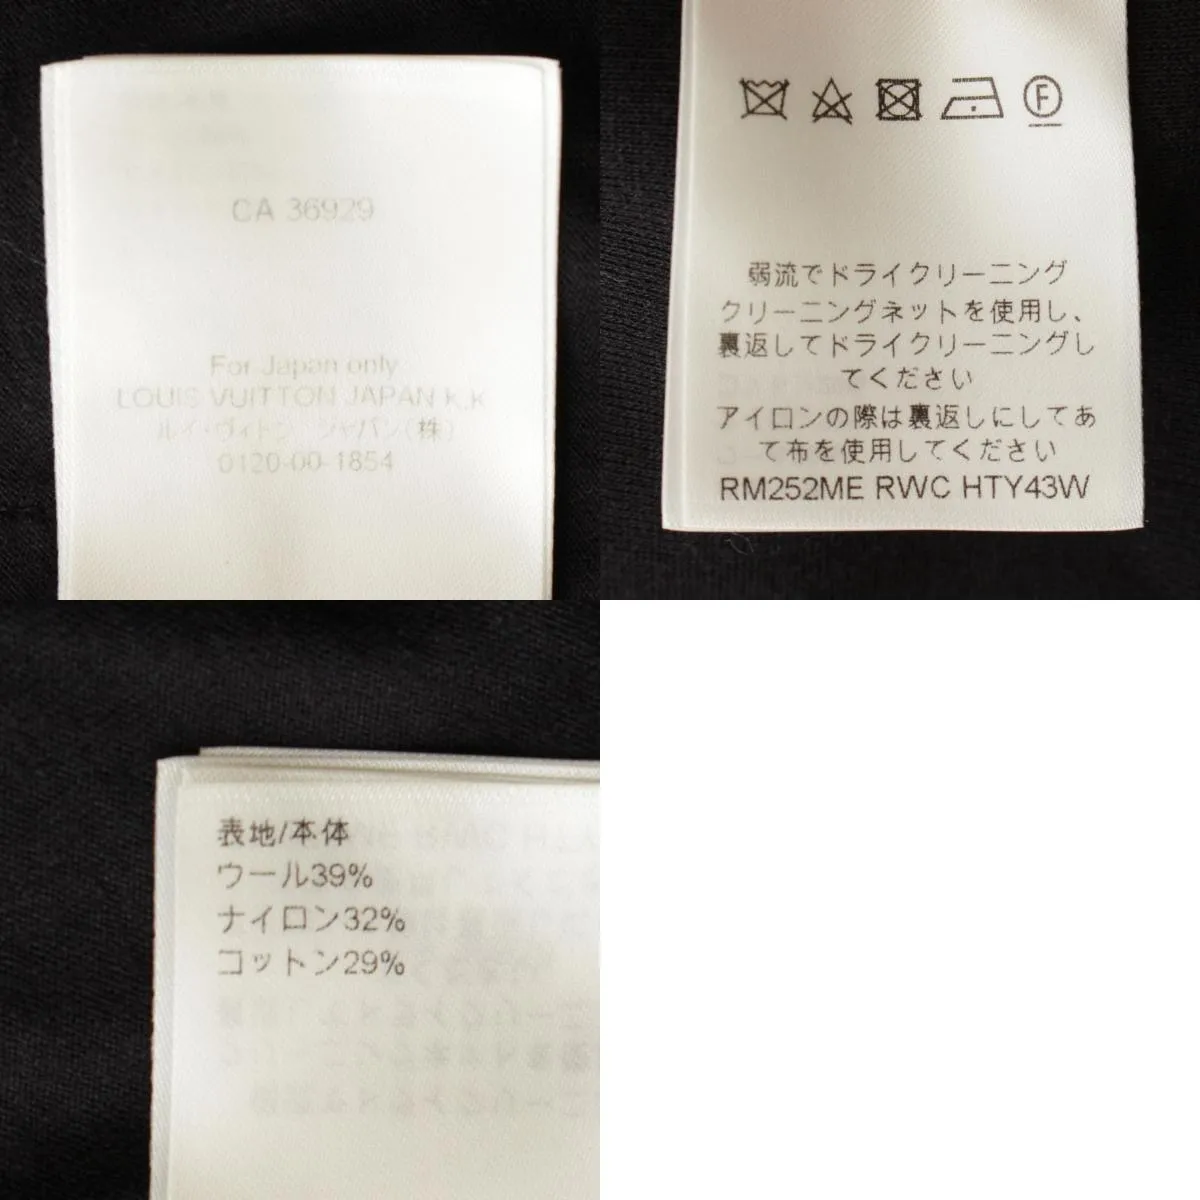 CA 36929
For Japan only
LOUIS VUITTON JAPAN K.K
ルイ・ヴィトン ジャパン(株)
0120-00-1854
F
弱流でドライクリーニング
クリーニングネットを使用し、
裏返してドライクリーニングし
てください
アイロンの際は裏返しにしてあ
て布を使用してください
RM252ME RWC HTY43W
表地/本体
ウール39%
ナイロン32%
コットン29%